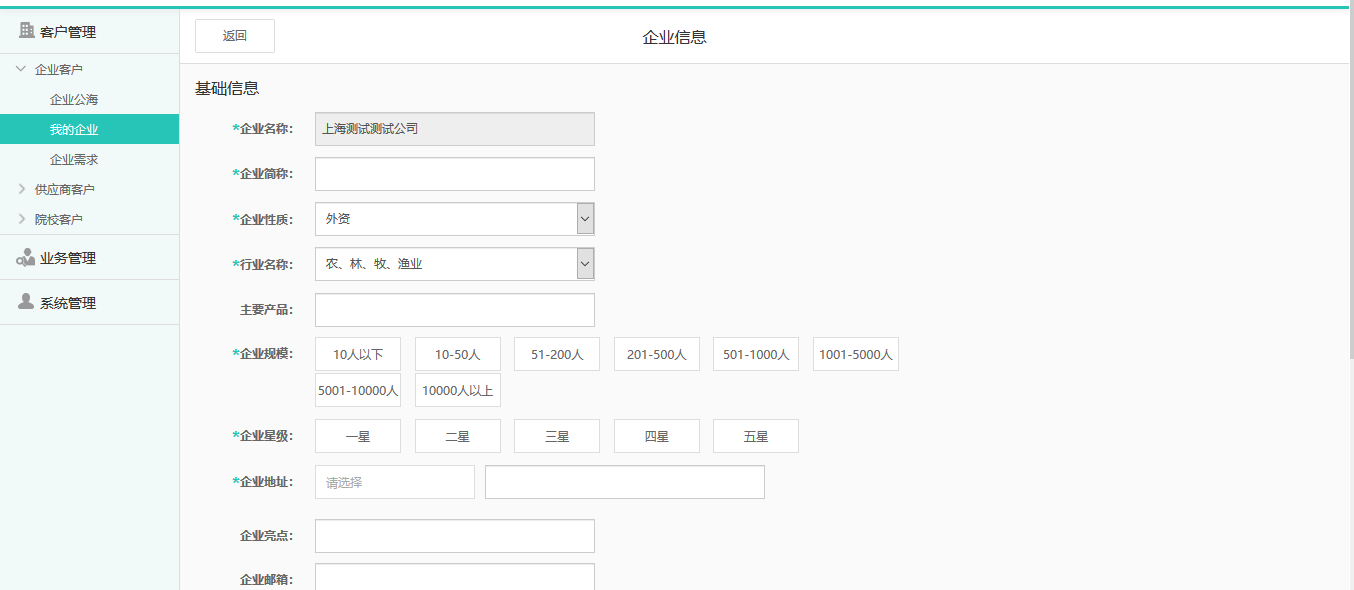 客户管理
企业客户
企业公海
我的企业
企业需求
供应商客户
院校客户
业务管理
系统管理
返回
企业信息
基础信息
*企业名称： 上海测试测试公司
*企业简称：
*企业性质： 外资
*行业名称： 农、林、牧、渔业
主要产品：
*企业规模： 10人以下 10-50人 51-200人 201-500人 501-1000人 1001-5000人
5001-10000人 10000人以上
*企业星级： 一星 二星 三星 四星 五星
*企业地址： 请选择
企业亮点：
企业邮箱：